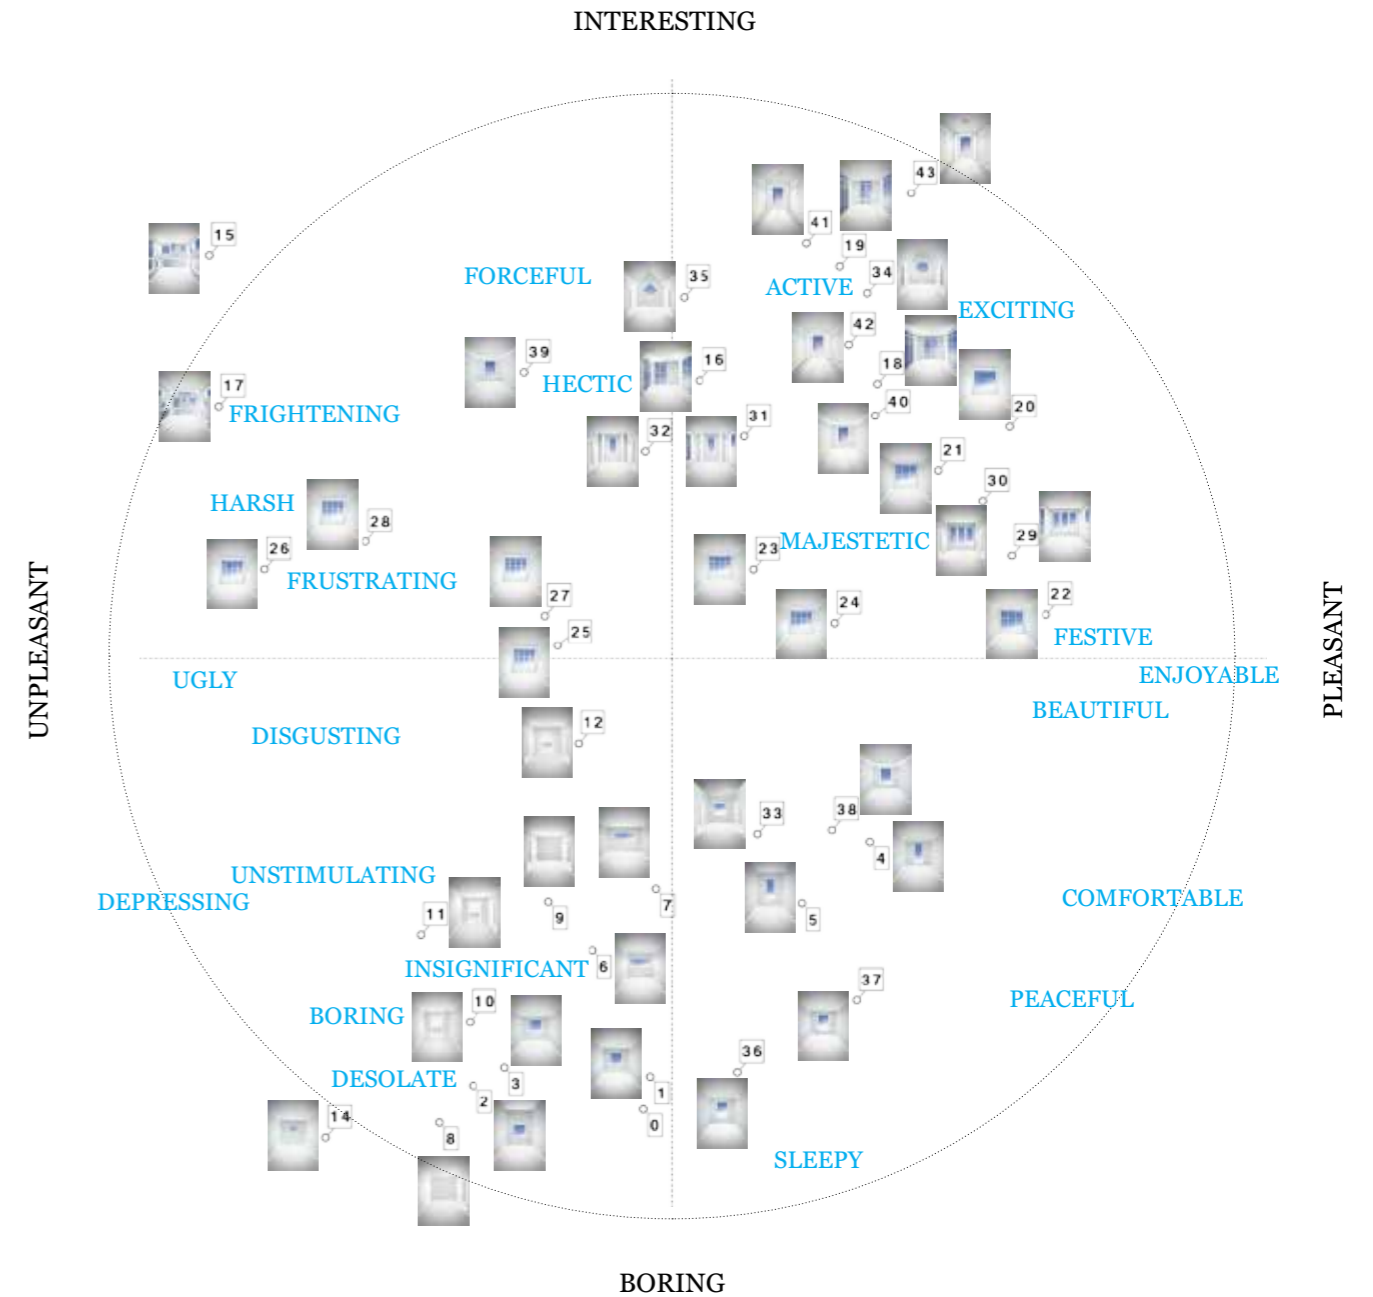 INTERESTING
43
41
15
19
34
35
FORCEFUL
ACTIVE
EXCITING
42
39
16
18
HECTIC
17
FRIGHTENING
40
20
31
32
21
30
HARSH
28
29
MAJESTETIC
26
23
FRUSTRATING
27
22
24
25
FESTIVE
UNPLEASANT
PLEASANT
ENJOYABLE
UGLY
BEAUTIFUL
12
DISGUSTING
38
33
4
UNSTIMULATING
COMFORTABLE
DEPRESSING
7
11
9
5
INSIGNIFICANT
6
37
PEACEFUL
10
BORING
36
DESOLATE
3
1
2
14
0
8
SLEEPY
BORING